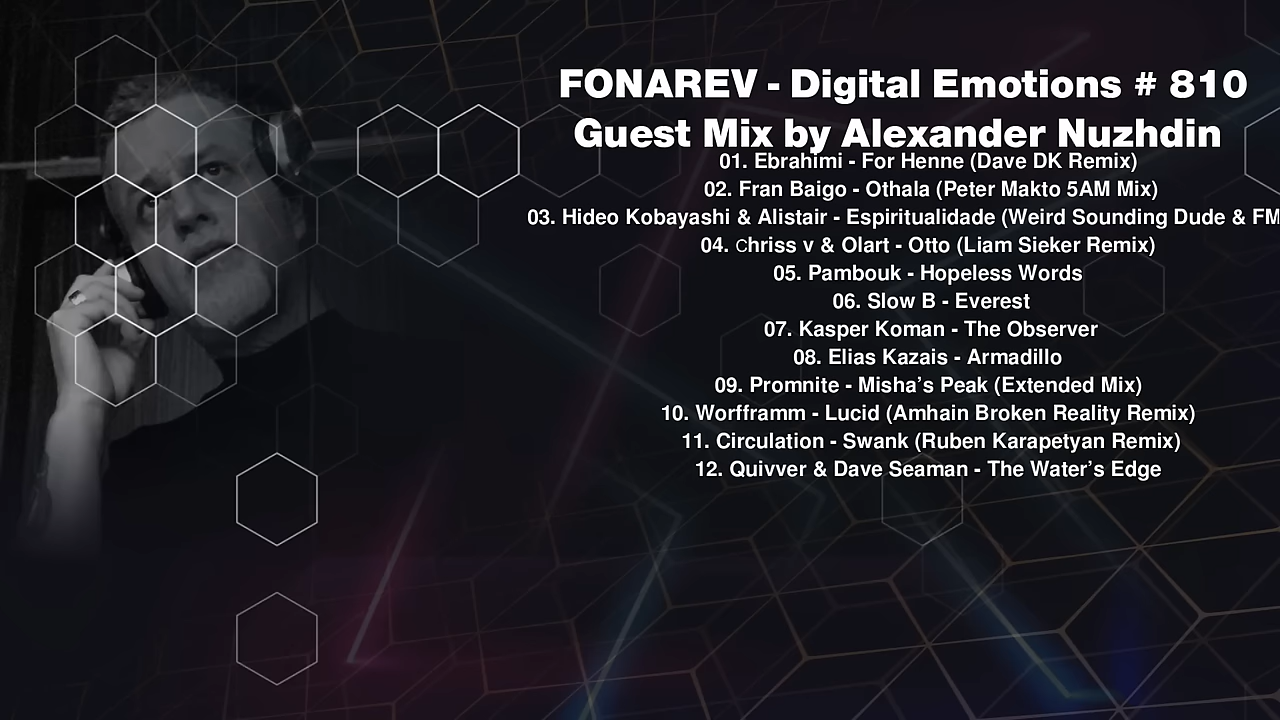 FONAREV - Digital Emotions # 810
Guest Mix by Alexander Nuzhdin
01. Ebrahimi - For Henne (Dave DK Remix)
02. Fran Baigo - Othala (Peter Makto 5AM Mix)
03. Hideo Kobayashi & Alistair - Espiritualidade (Weird Sounding Dude & FM
04. Сhriss v & Olart - Otto (Liam Sieker Remix)
05. Pambouk - Hopeless Words
06. Slow B - Everest
07. Kasper Koman - The Observer
08. Elias Kazais - Armadillo
09. Promnite - Misha’s Peak (Extended Mix)
10. Worfframm - Lucid (Amhain Broken Reality Remix)
11. Circulation - Swank (Ruben Karapetyan Remix)
12. Quivver & Dave Seaman - The Water’s Edge